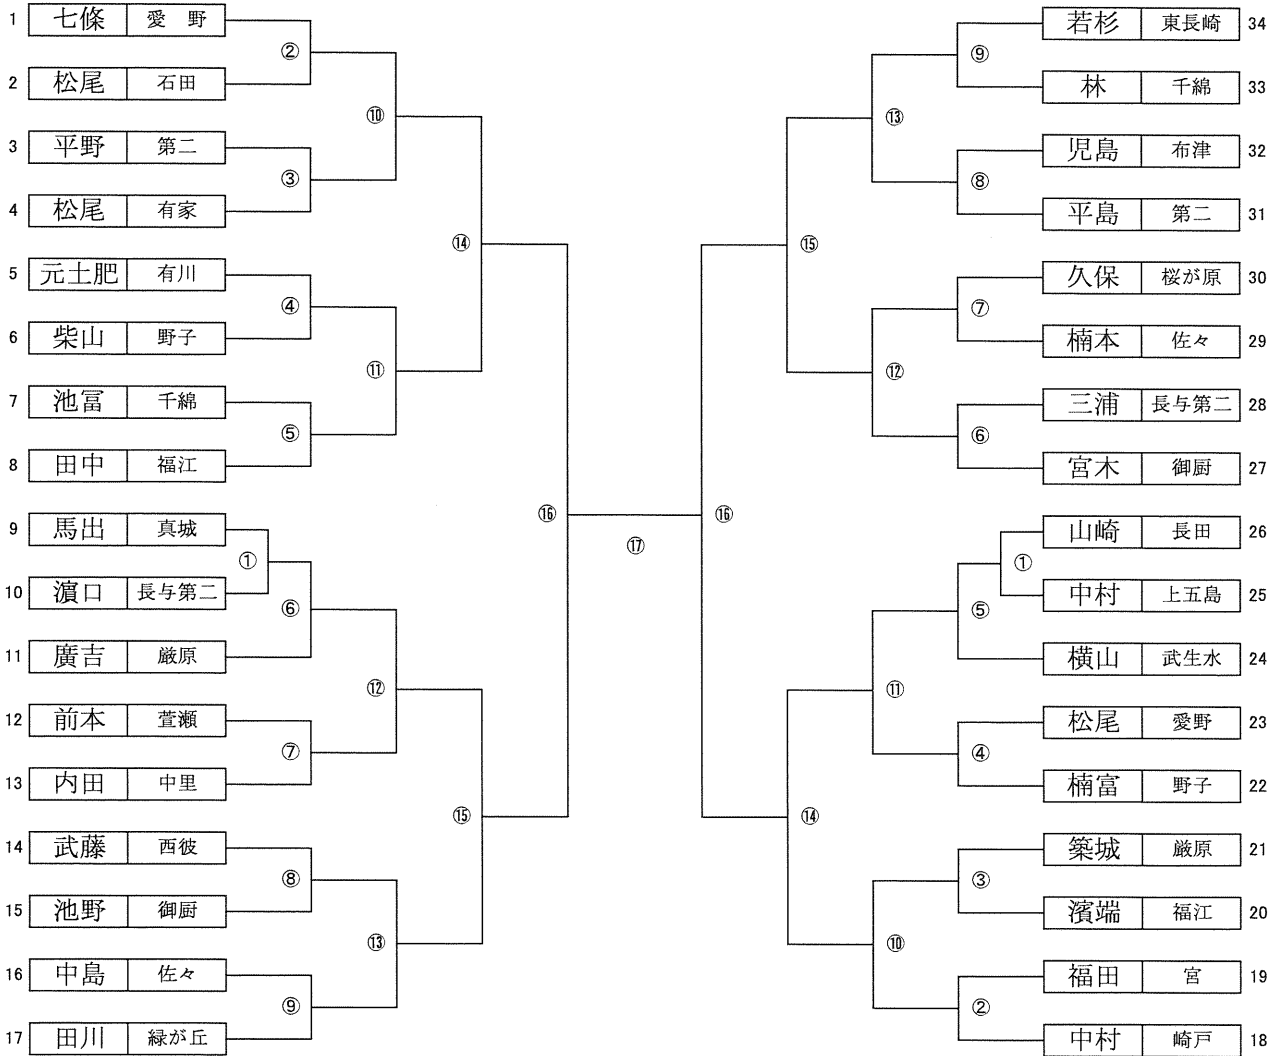 1 七條 愛 野
②
2 松尾 石田
⑩
3 平野 第二
③
4 松尾 有家
⑭
5 元土肥 有川
④
6 柴山 野子
⑪
7 池冨 千綿
⑤
8 田中 福江
⑯
9 馬出 真城
①
10 濵口 長与第二
⑥
11 廣吉 厳原
⑫
12 前本 萱瀬
⑦
13 内田 中里
⑮
14 武藤 西彼
⑧
15 池野 御厨
⑬
16 中島 佐々
⑨
17 田川 緑が丘
⑰
若杉 東長崎 34
⑨
林 千綿 33
⑬
児島 布津 32
⑧
平島 第二 31
⑮
久保 桜が原 30
⑦
楠本 佐々 29
⑫
三浦 長与第二 28
⑥
宮木 御厨 27
⑯
山崎 長田 26
①
中村 上五島 25
⑤
横山 武生水 24
⑪
松尾 愛野 23
④
楠富 野子 22
⑭
築城 厳原 21
③
濱端 福江 20
⑩
福田 宮 19
②
中村 崎戸 18